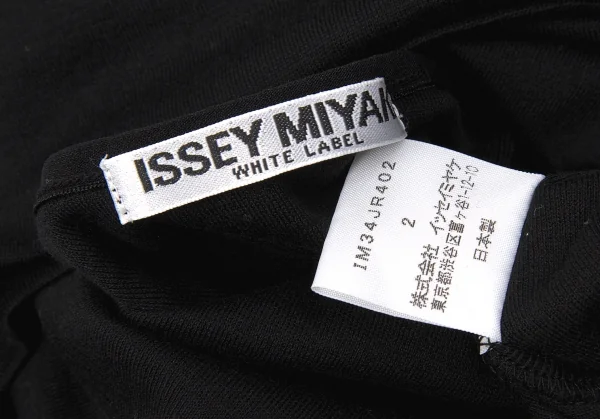 ISSEY MIYAK
WHITE LABEL
IM34JR402
2
株式会社 イッセイミヤケ
東京都渋谷区富ヶ谷1-12-10
日本製